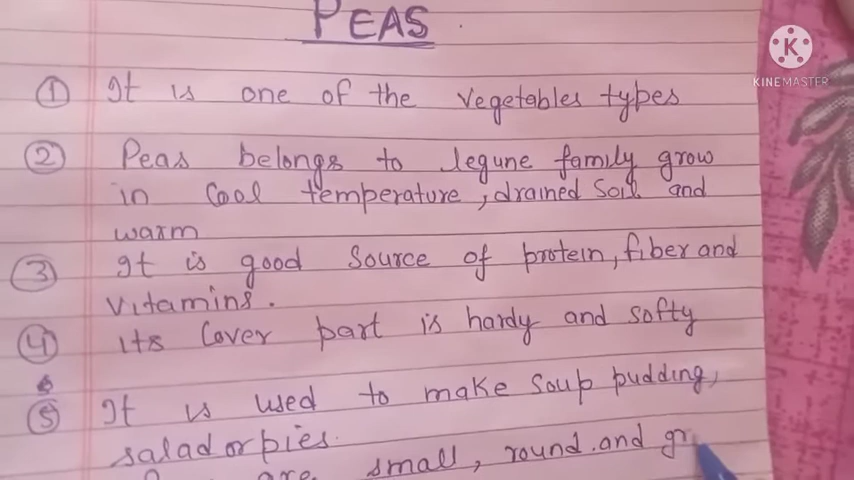 PEAS
K
KINEMASTER
① It is one of the vegetables types
② Peas belongs to legune family grow
in Cool temperature, drained soil and
warm
③ It is good source of protein, fiber and
vitamins.
④ its Cover part is hardy and softy
⑤ It is used to make soup pudding,
salad or pies.
are small, round.and gr